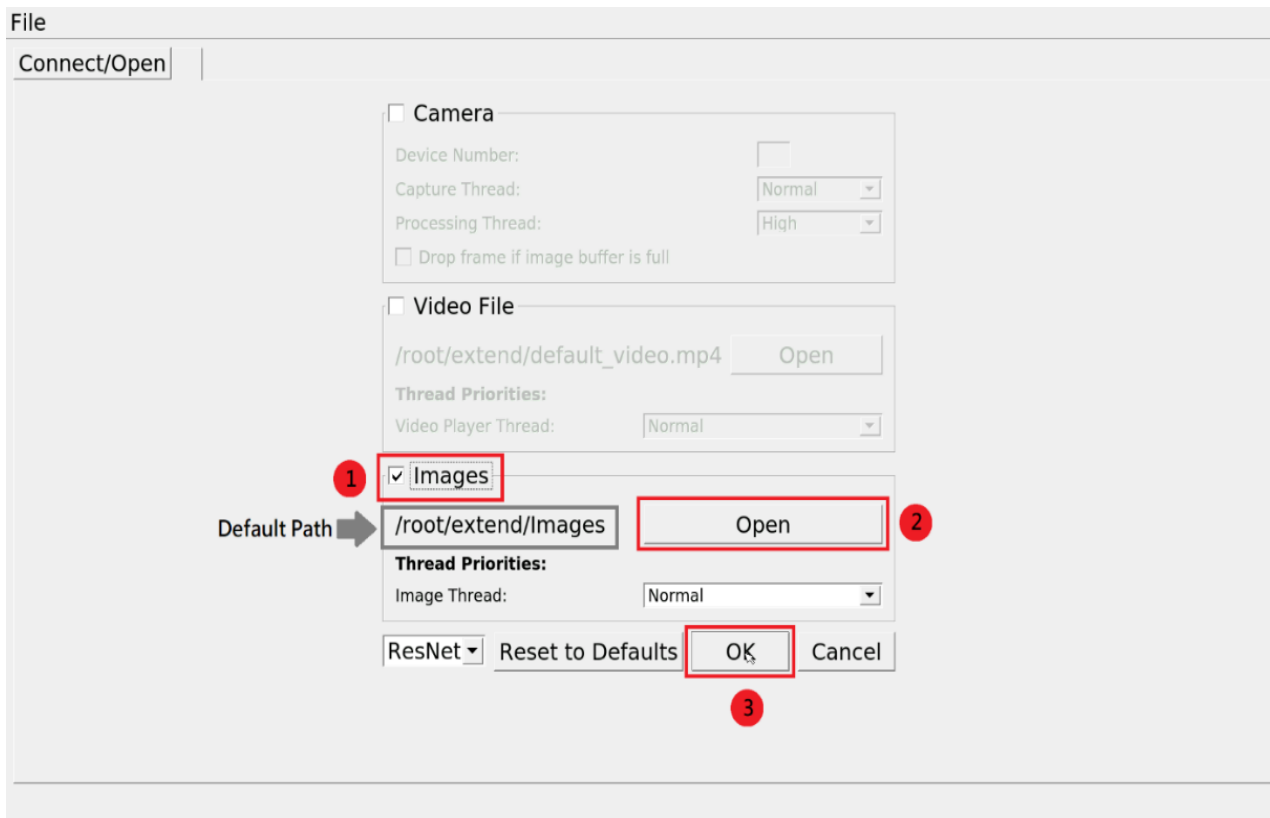 File
Connect/Open
Camera
Device Number:
Capture Thread: Normal
Processing Thread: High
Drop frame if image buffer is full
Video File
/root/extend/default_video.mp4 Open
Thread Priorities:
Video Player Thread: Normal
1 Images
Default Path /root/extend/Images Open 2
Thread Priorities:
Image Thread: Normal
ResNet Reset to Defaults OK Cancel
3